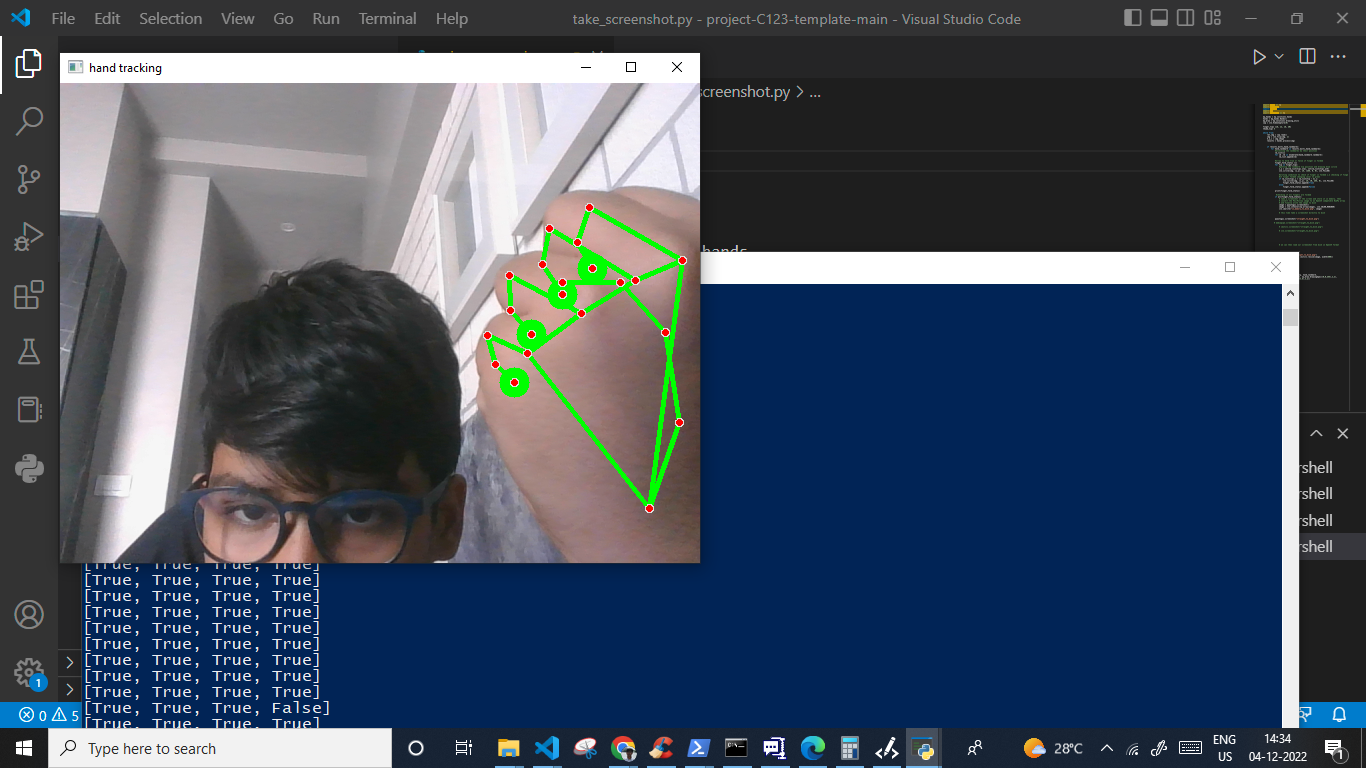 File Edit Selection View Go Run Terminal Help
take_screenshot.py - project-C123-template-main - Visual Studio Code
hand tracking
screenshot.py > ...
hands
rshell
rshell
rshell
rshell
[True, True, True, True]
[True, True, True, True]
[True, True, True, True]
[True, True, True, True]
[True, True, True, True]
[True, True, True, True]
[True, True, True, True]
[True, True, True, True]
[True, True, True, True]
[True, True, True, False]
[True, True, True, True]
1
0 5
Type here to search
28°C
ENG
US
14:34
04-12-2022
1